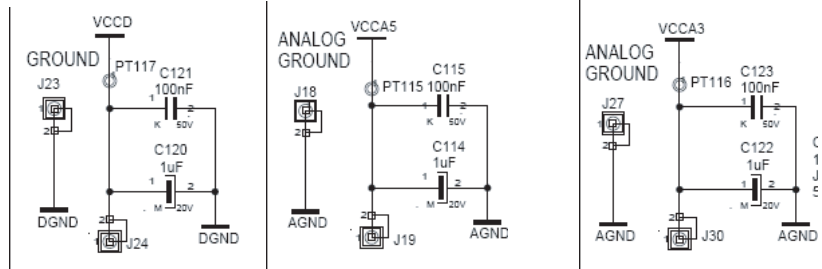 VCCD
GROUND
PT117
C121
100nF
J23
1
2
1
2
K
50V
C120
1uF
1
2
M
20V
2
1
J24
DGND
DGND
VCCA5
ANALOG
GROUND
PT115
C115
100nF
J18
1
2
1
2
K
50V
C114
1uF
1
2
M
20V
2
1
J19
AGND
AGND
VCCA3
ANALOG
GROUND
PT116
C123
100nF
J27
1
2
1
2
K
50V
C122
1uF
1
2
M
20V
2
1
J30
AGND
AGND